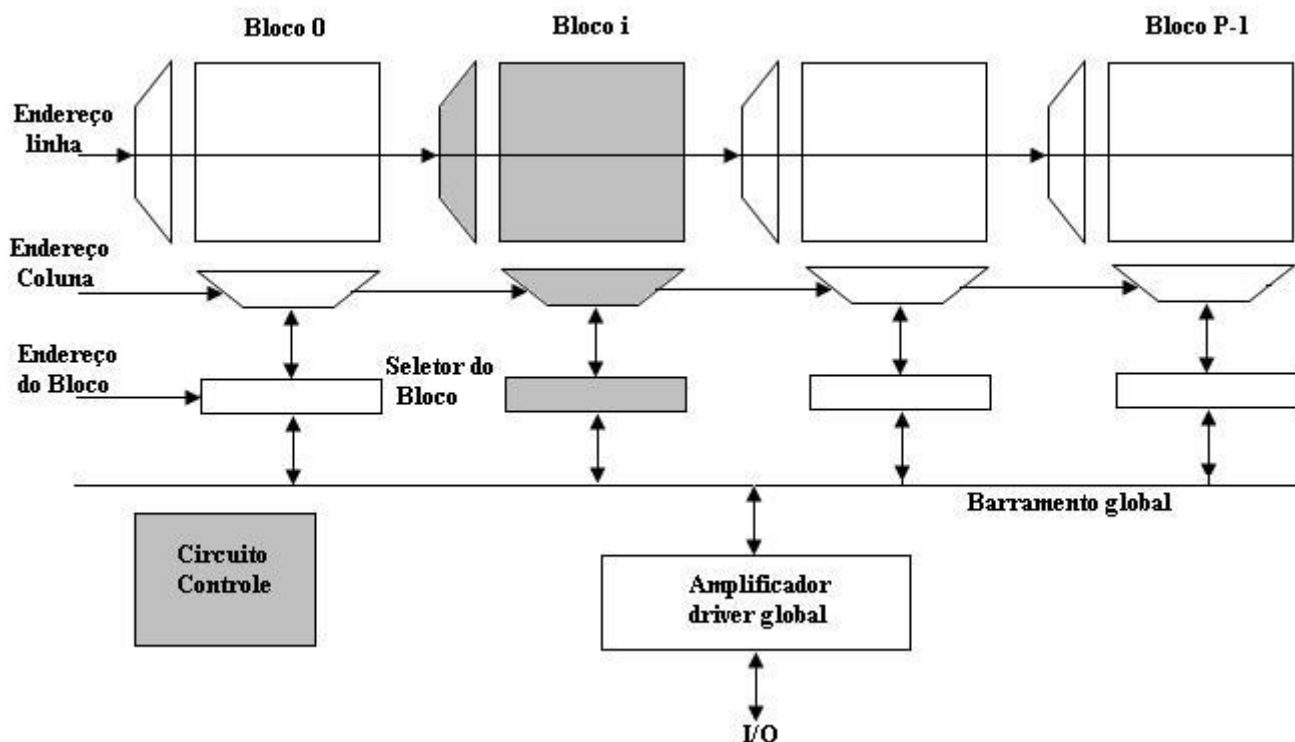 Bloco 0
Bloco i
Bloco P-1
Endereço
linha
Endereço
Coluna
Endereço
do Bloco
Seletor do
Bloco
Barramento global
Circuito
Controle
Amplificador
driver global
I/O